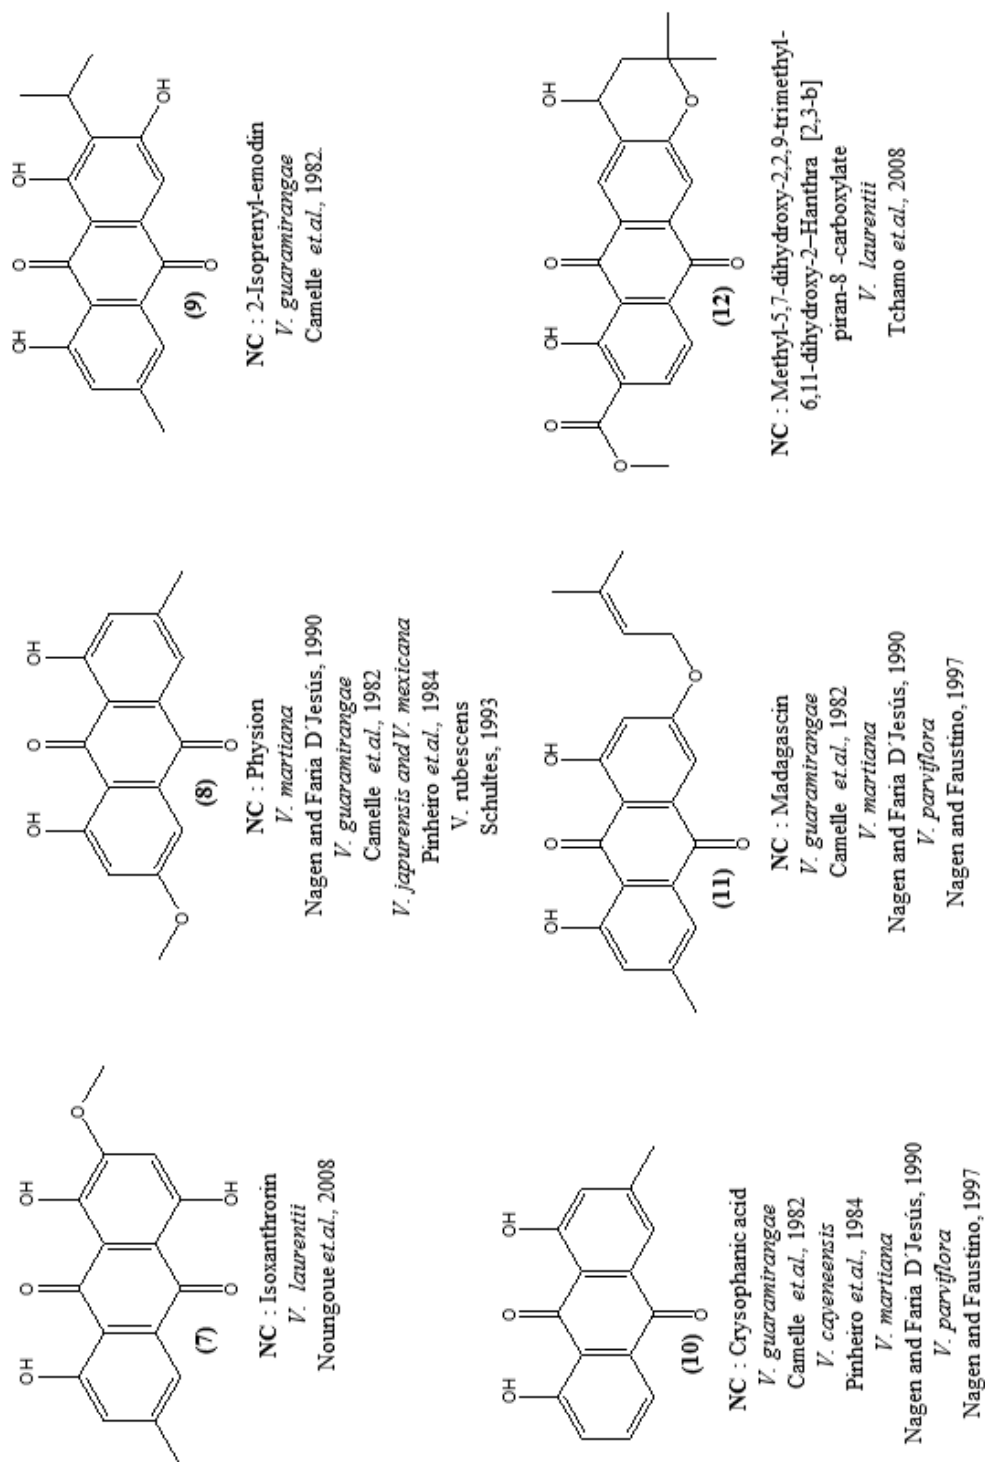 OH O OH
O
O OH
(7)
NC : Isoxanthrorin
V. laurentii
Noungoue et.al., 2008
OH O OH
O
O
(8)
NC : Physion
V. martiana
Nagen and Faria D´Jesús, 1990
V. guaramirangae
Camelle et.al., 1982
V. japurensis and V. mexicana
Pinheiro et.al., 1984
V. rubescens
Schultes, 1993
OH O OH
OH
O
(9)
NC : 2-Isoprenyl-emodin
V. guaramirangae
Camelle et.al., 1982.
OH O OH
O
(10)
NC : Crysophanic acid
V. guaramirangae
Camelle et.al., 1982
V. cayeneensis
Pinheiro et.al., 1984
V. martiana
Nagen and Faria D´Jesús, 1990
V. parviflora
Nagen and Faustino, 1997
OH O OH
O
O
(11)
NC : Madagascin
V. guaramirangae
Camelle et.al., 1982
V. martiana
Nagen and Faria D´Jesús, 1990
V. parviflora
Nagen and Faustino, 1997
O OH O OH
O O
O
(12)
NC : Methyl-5,7-dihydroxy-2,2,9-trimethyl-
6,11-dihydroxy-2–Hanthra [2,3-b]
piran-8 -carboxylate
V. laurentii
Tchamo et.al., 2008